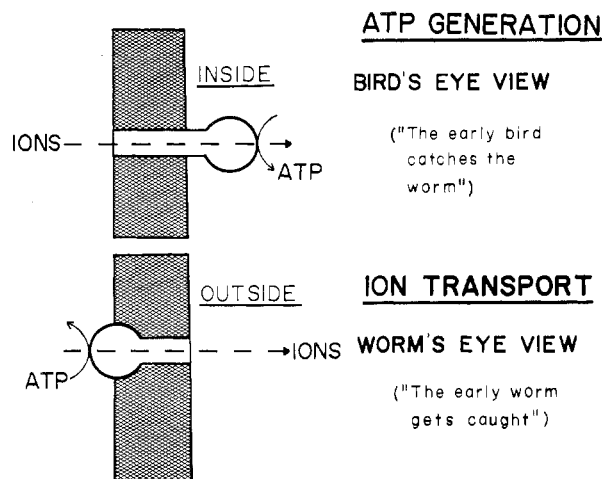 ATP GENERATION
INSIDE
BIRD'S EYE VIEW
IONS
ATP
("The early bird
catches the
worm")
OUTSIDE
ION TRANSPORT
IONS
WORM'S EYE VIEW
ATP
("The early worm
gets caught")